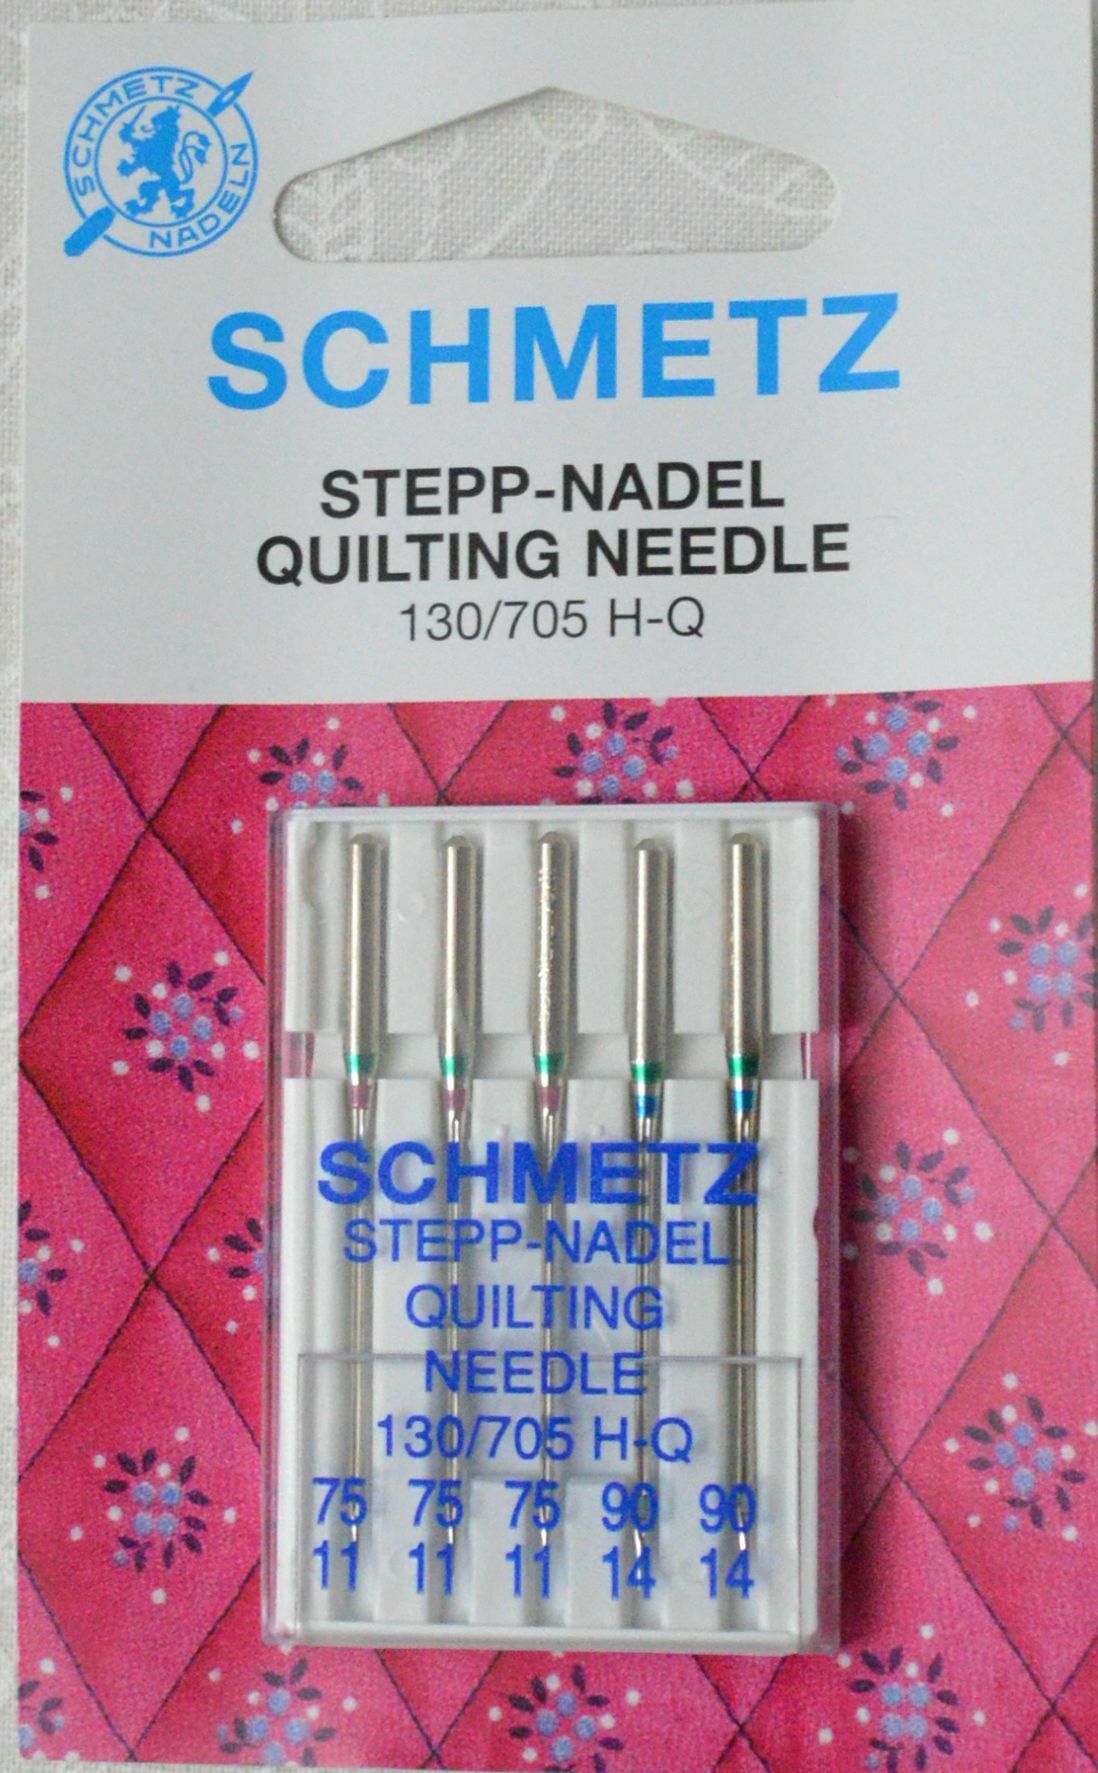 SCHMETZ
NADELN
SCHMETZ
STEPP-NADEL
QUILTING NEEDLE
130/705 H-Q
SCHMETZ
STEPP-NADEL
QUILTING
NEEDLE
130/705 H-Q
75 75 75 90 90
11 11 11 14 14